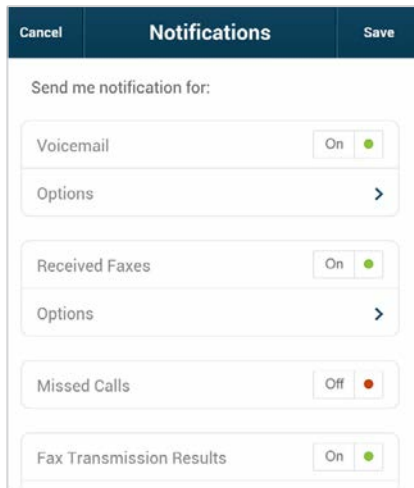 Cancel Notifications Save
Send me notification for:
Voicemail On
Options
Received Faxes On
Options
Missed Calls Off
Fax Transmission Results On